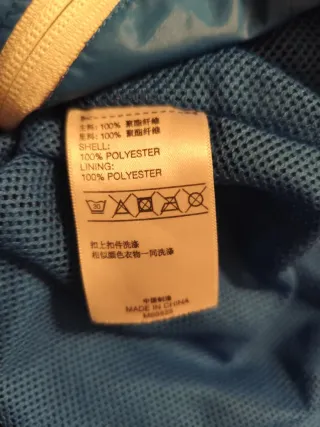 主料: 100% 聚酯纤维
里料: 100% 聚酯纤维
SHELL:
100% POLYESTER
LINING:
100% POLYESTER
30
扣上扣件洗涤
相似颜色衣物一同洗涤
中国制造
MADE IN CHINA